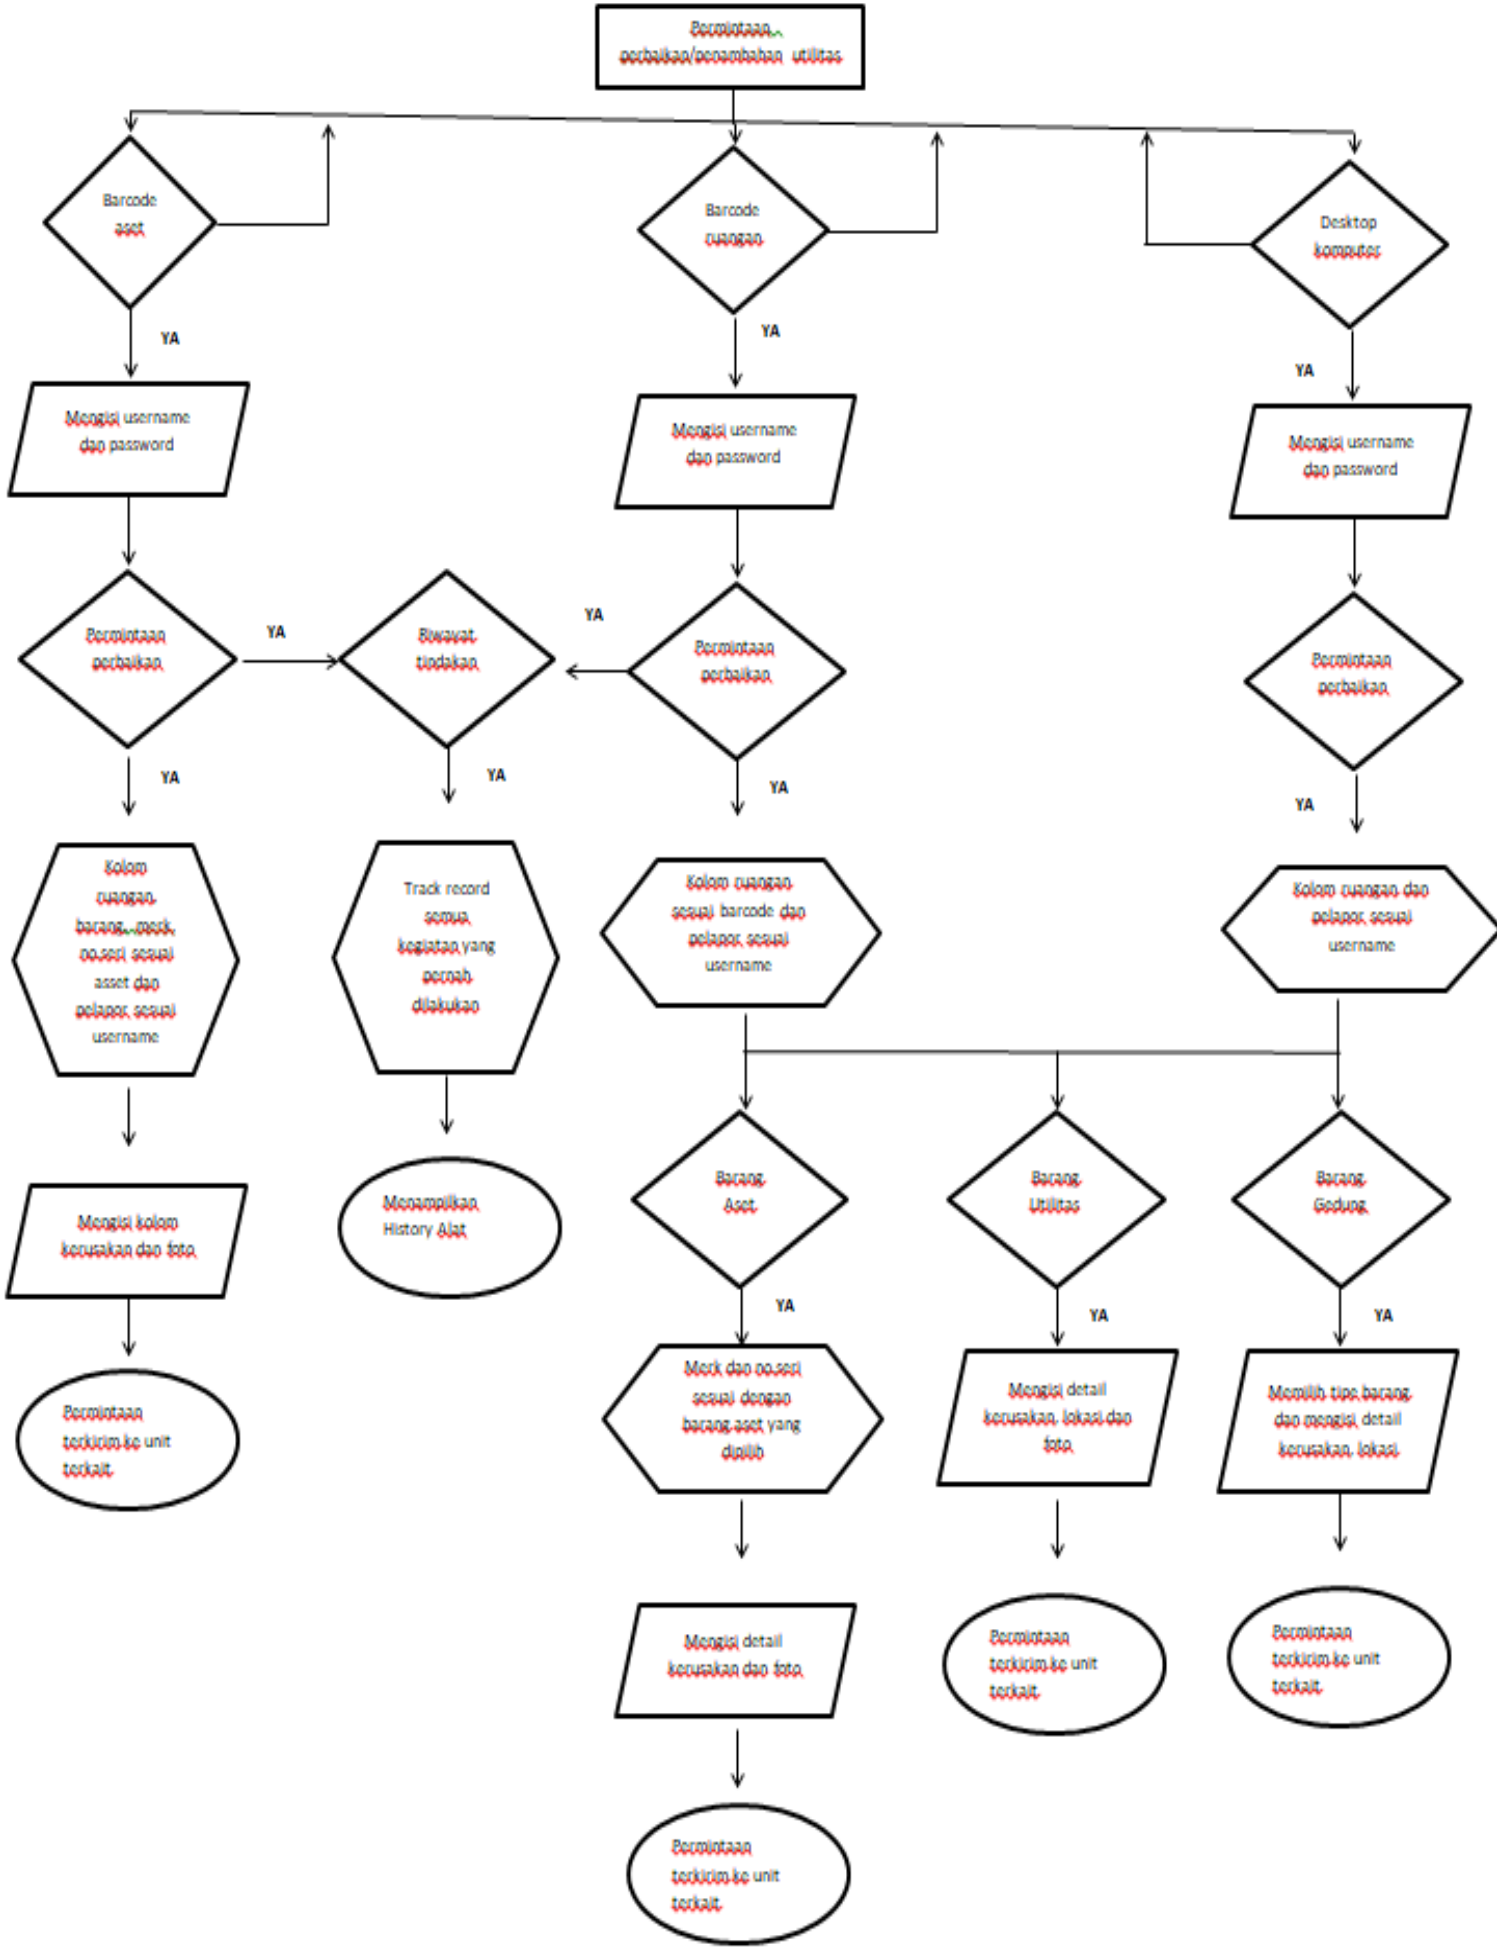 Permintaan
perbaikan/penambahan utilitas
Barcode
aset
Barcode
ruangan
Desktop
komputer
YA
YA
YA
Mengisi username
dan password
Mengisi username
dan password
Mengisi username
dan password
Permintaan
perbaikan
YA
Riwayat
tindakan
YA
Permintaan
perbaikan
Permintaan
perbaikan
YA
YA
YA
YA
Kolom
ruangan,
barang, merk,
no.seri sesuai
asset dan
pelapor sesuai
username
Track record
semua
kegiatan yang
pernah
dilakukan
Kolom ruangan
sesuai barcode dan
pelapor sesuai
username
Kolom ruangan dan
pelapor sesuai
username
Mengisi kolom
kerusakan dan foto
Menampilkan
History Alat
Barang
Aset
Barang
Utilitas
Barang
Gedung
YA
YA
YA
Permintaan
terkirim ke unit
terkait
Merk dan no.seri
sesuai dengan
barang aset yang
dipilih
Mengisi detail
kerusakan, lokasi dan
foto
Memilih tipe barang
dan mengisi detail
kerusakan, lokasi
Mengisi detail
kerusakan dan foto
Permintaan
terkirim ke unit
terkait
Permintaan
terkirim ke unit
terkait
Permintaan
terkirim ke unit
terkait